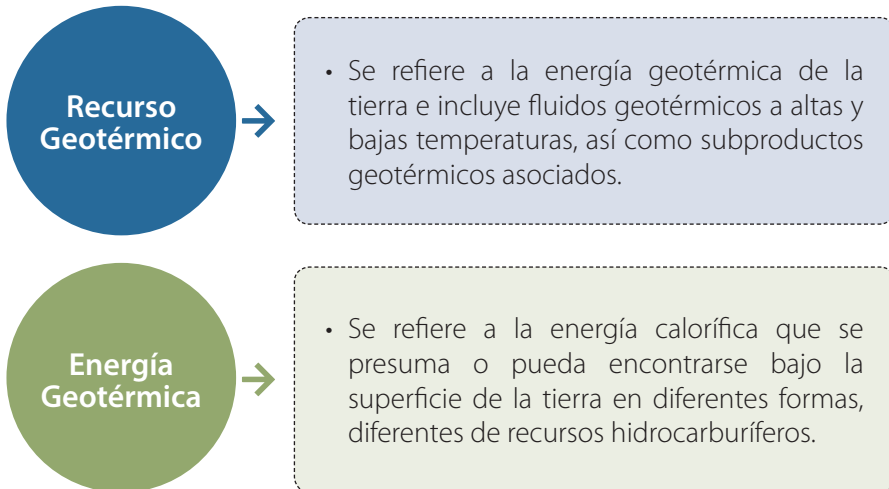 Recurso
Geotérmico
• Se refiere a la energía geotérmica de la
tierra e incluye fluidos geotérmicos a altas y
bajas temperaturas, así como subproductos
geotérmicos asociados.
Energía
Geotérmica
• Se refiere a la energía calorífica que se
presuma o pueda encontrarse bajo la
superficie de la tierra en diferentes formas,
diferentes de recursos hidrocarburíferos.